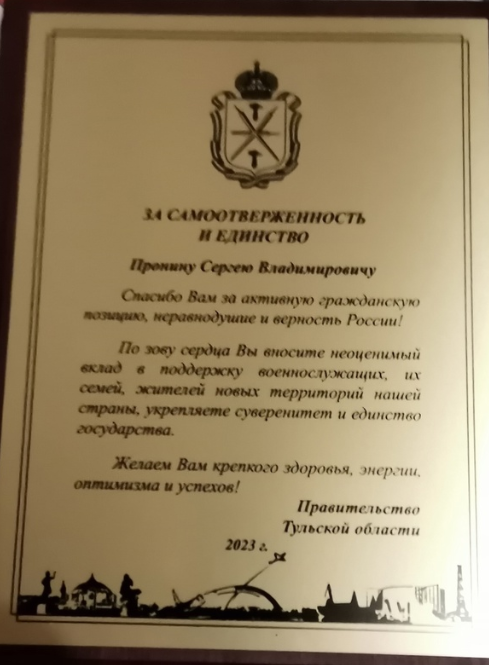 ЗА САМООТВЕРЖЕННОСТЬ
И ЕДИНСТВО
Пронину Сергею Владимировичу
Спасибо Вам за активную гражданскую
позицию, неравнодушие и верность России!
По зову сердца Вы вносите неоценимый
вклад в поддержку военнослужащих, их
семей, жителей новых территорий нашей
страны, укрепляете суверенитет и единство
государства.
Желаем Вам крепкого здоровья, энергии,
оптимизма и успехов!
Правительство
Тульской области
2023 г.